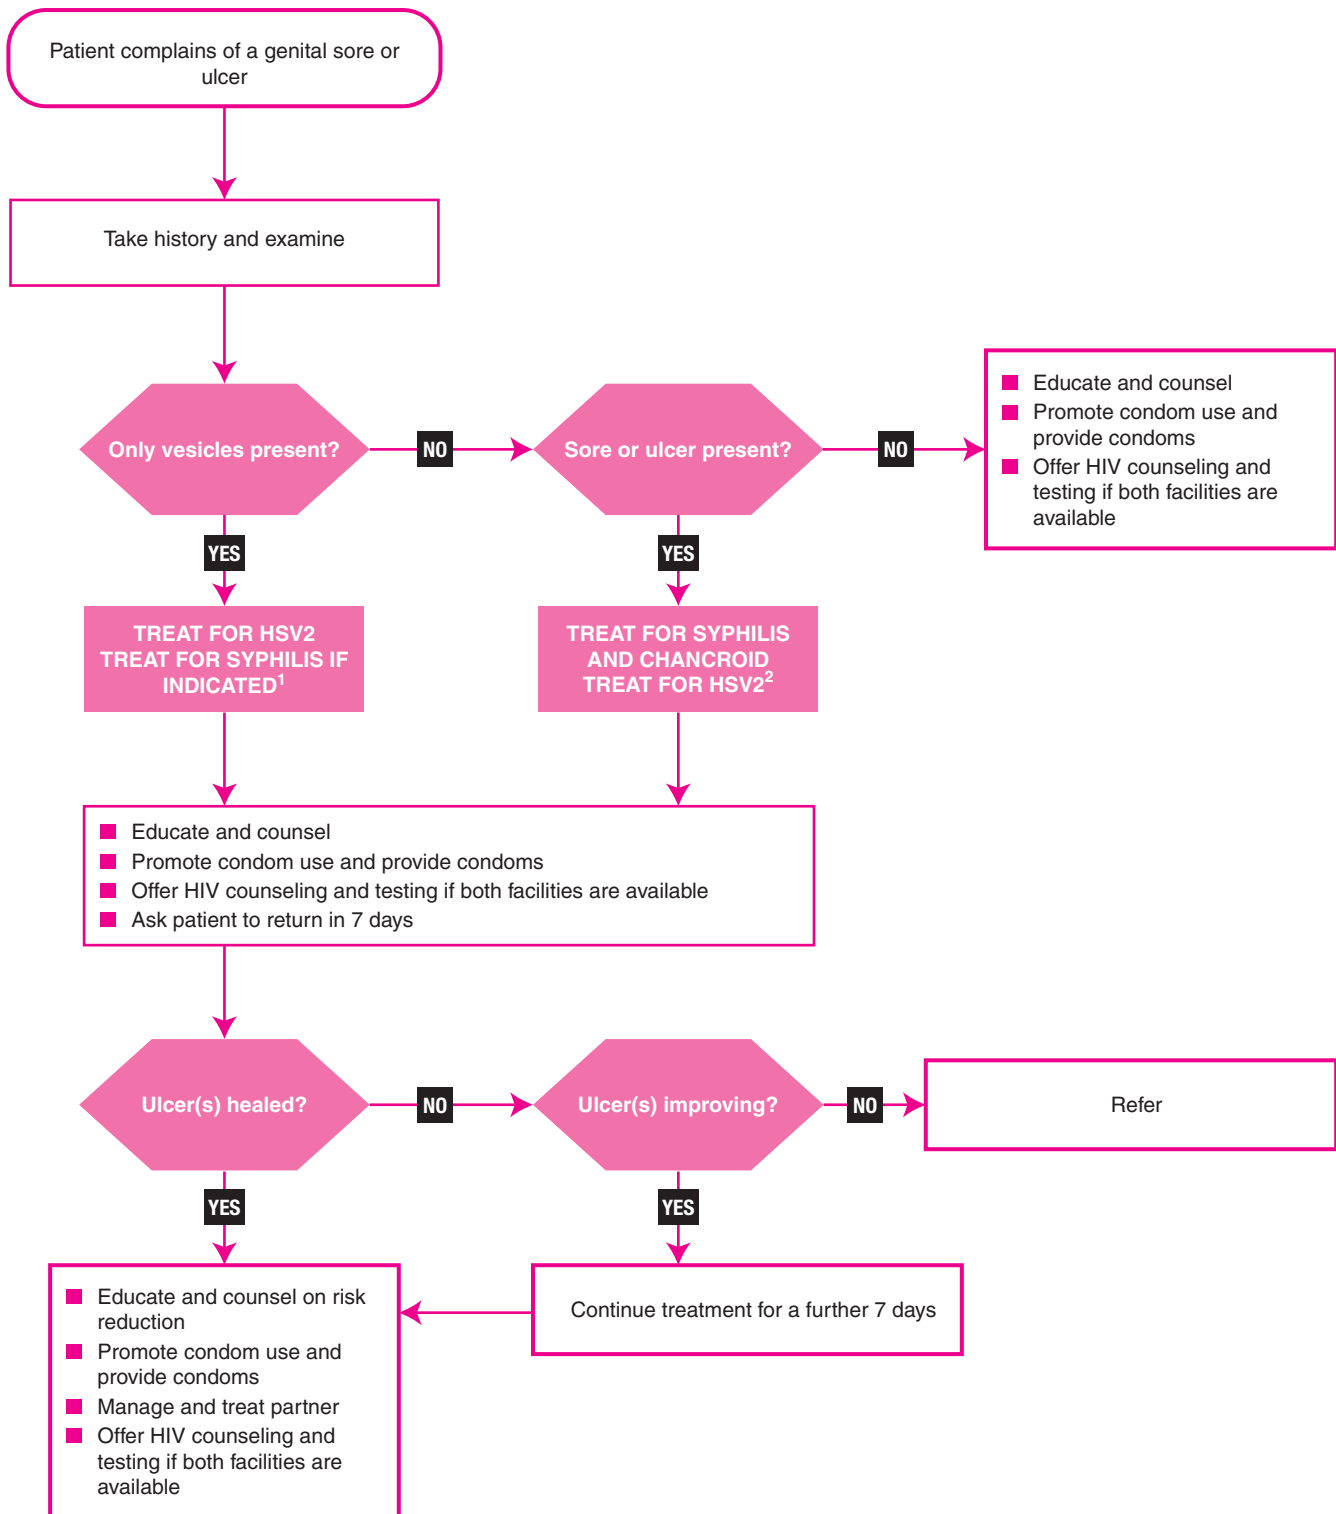 Patient complains of a genital sore or
ulcer
Take history and examine
Only vesicles present?
NO
Sore or ulcer present?
NO
Educate and counsel
Promote condom use and
provide condoms
Offer HIV counseling and
testing if both facilities are
available
YES
YES
TREAT FOR HSV2
TREAT FOR SYPHILIS IF
INDICATED1
TREAT FOR SYPHILIS
AND CHANCROID
TREAT FOR HSV22
Educate and counsel
Promote condom use and provide condoms
Offer HIV counseling and testing if both facilities are available
Ask patient to return in 7 days
Ulcer(s) healed?
NO
Ulcer(s) improving?
NO
Refer
YES
YES
Educate and counsel on risk
reduction
Promote condom use and
provide condoms
Manage and treat partner
Offer HIV counseling and
testing if both facilities are
available
Continue treatment for a further 7 days